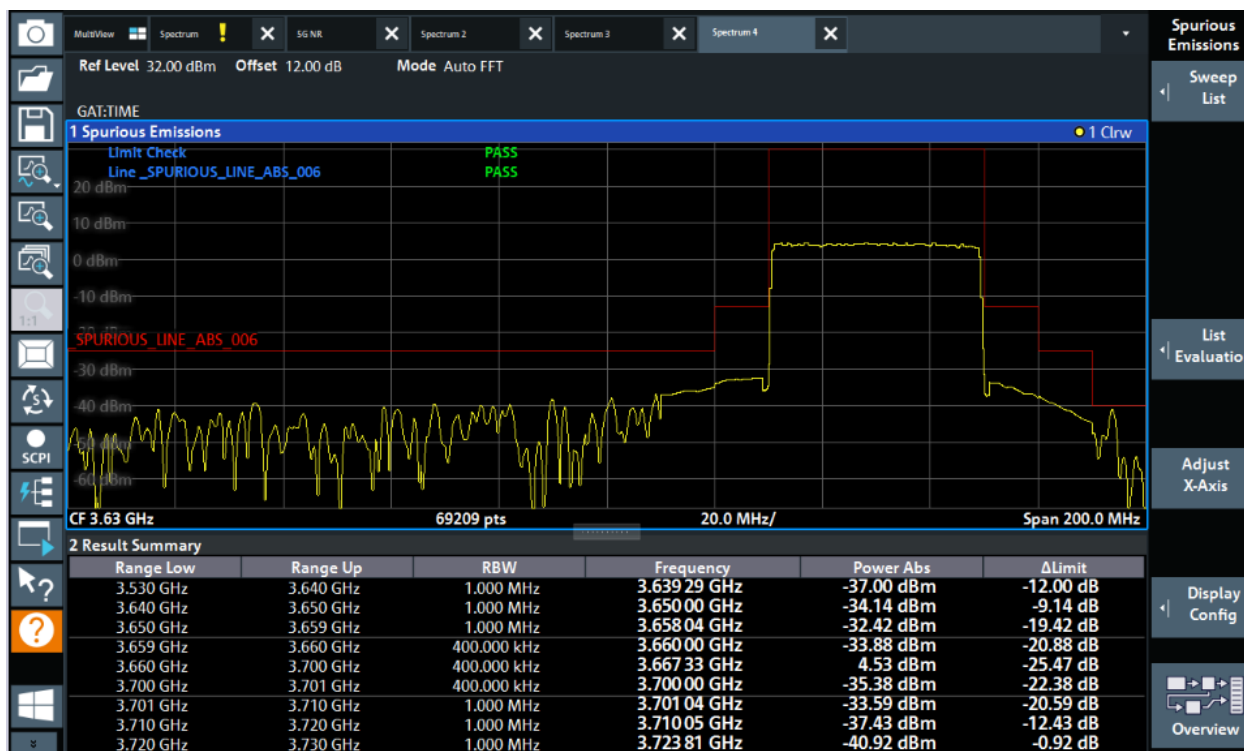 MultiView Spectrum ! X 5G NR X Spectrum 2 X Spectrum 3 X Spectrum 4 X
Spurious Emissions
Ref Level 32.00 dBm Offset 12.00 dB Mode Auto FFT
GAT:TIME
Sweep List
1 Spurious Emissions 1 Clrw
Limit Check PASS
Line _SPURIOUS_LINE_ABS_006 PASS
20 dBm
10 dBm
0 dBm
-10 dBm
1:1
-20 dBm
_SPURIOUS_LINE_ABS_006
List Evaluatio
-30 dBm
-40 dBm
-50 dBm
SCPI
Adjust X-Axis
-60 dBm
CF 3.63 GHz 69209 pts 20.0 MHz/ Span 200.0 MHz
2 Result Summary
Range Low Range Up RBW Frequency Power Abs ΔLimit
3.530 GHz 3.640 GHz 1.000 MHz 3.639 29 GHz -37.00 dBm -12.00 dB
3.640 GHz 3.650 GHz 1.000 MHz 3.650 00 GHz -34.14 dBm -9.14 dB
3.650 GHz 3.659 GHz 1.000 MHz 3.658 04 GHz -32.42 dBm -19.42 dB
3.659 GHz 3.660 GHz 400.000 kHz 3.660 00 GHz -33.88 dBm -20.88 dB
3.660 GHz 3.700 GHz 400.000 kHz 3.667 33 GHz 4.53 dBm -25.47 dB
3.700 GHz 3.701 GHz 400.000 kHz 3.700 00 GHz -35.38 dBm -22.38 dB
3.701 GHz 3.710 GHz 1.000 MHz 3.701 04 GHz -33.59 dBm -20.59 dB
3.710 GHz 3.720 GHz 1.000 MHz 3.710 05 GHz -37.43 dBm -12.43 dB
3.720 GHz 3.730 GHz 1.000 MHz 3.723 81 GHz -40.92 dBm -0.92 dB
Display Config
Overview